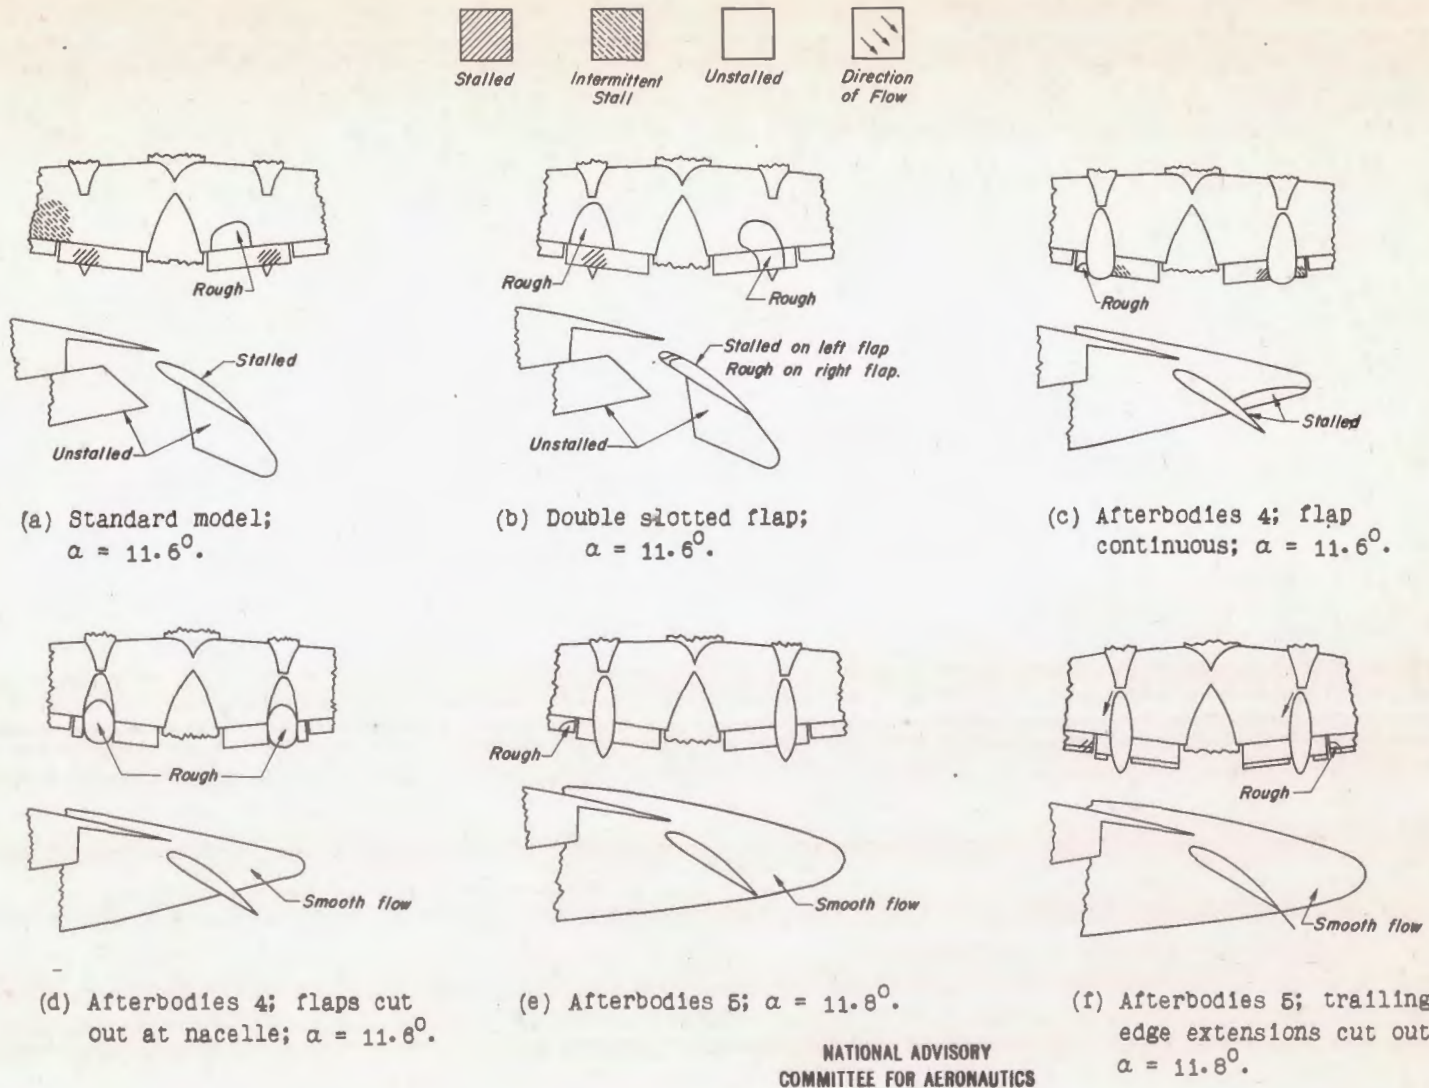 Stalled
Intermittent
Stall
Unstalled
Direction
of Flow
Rough
Stalled
Unstalled
(a) Standard model;
α = 11.6°.
Rough
Rough
Stalled on left flap
Rough on right flap.
Unstalled
(b) Double slotted flap;
α = 11.6°.
Rough
Stalled
(c) Afterbodies 4; flap
continuous; α = 11.6°.
Rough
Smooth flow
(d) Afterbodies 4; flaps cut
out at nacelle; α = 11.6°.
Rough
Smooth flow
(e) Afterbodies 5; α = 11.8°.
Rough
Smooth flow
(f) Afterbodies 5; trailing
edge extensions cut out
α = 11.8°.
NATIONAL ADVISORY
COMMITTEE FOR AERONAUTICS